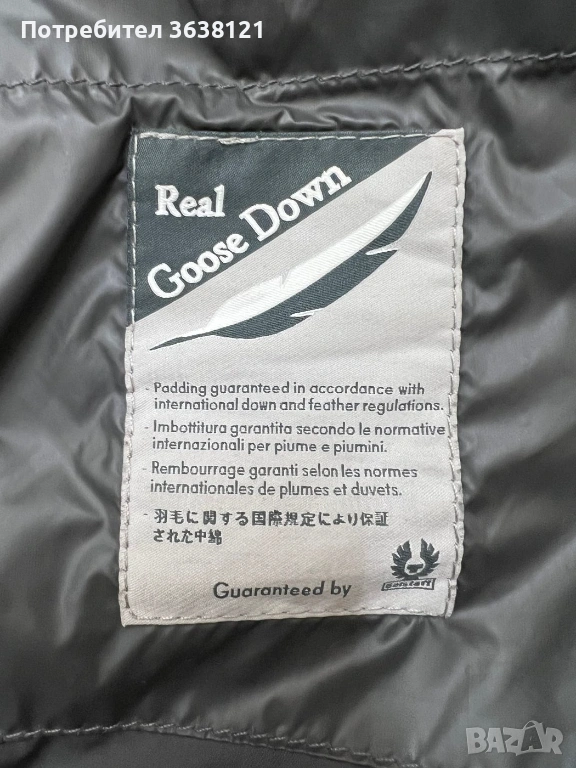 Потребител 3638121
Real
Goose Down
- Padding guaranteed in accordance with
international down and feather regulations.
- Imbottitura garantita secondo le normative
internazionali per piume e piumini.
- Rembourrage garanti selon les normes
internationales de plumes et duvets.
- 羽毛に関する国際規定により保証
された中綿
Guaranteed by
Belstaff
BAZAR